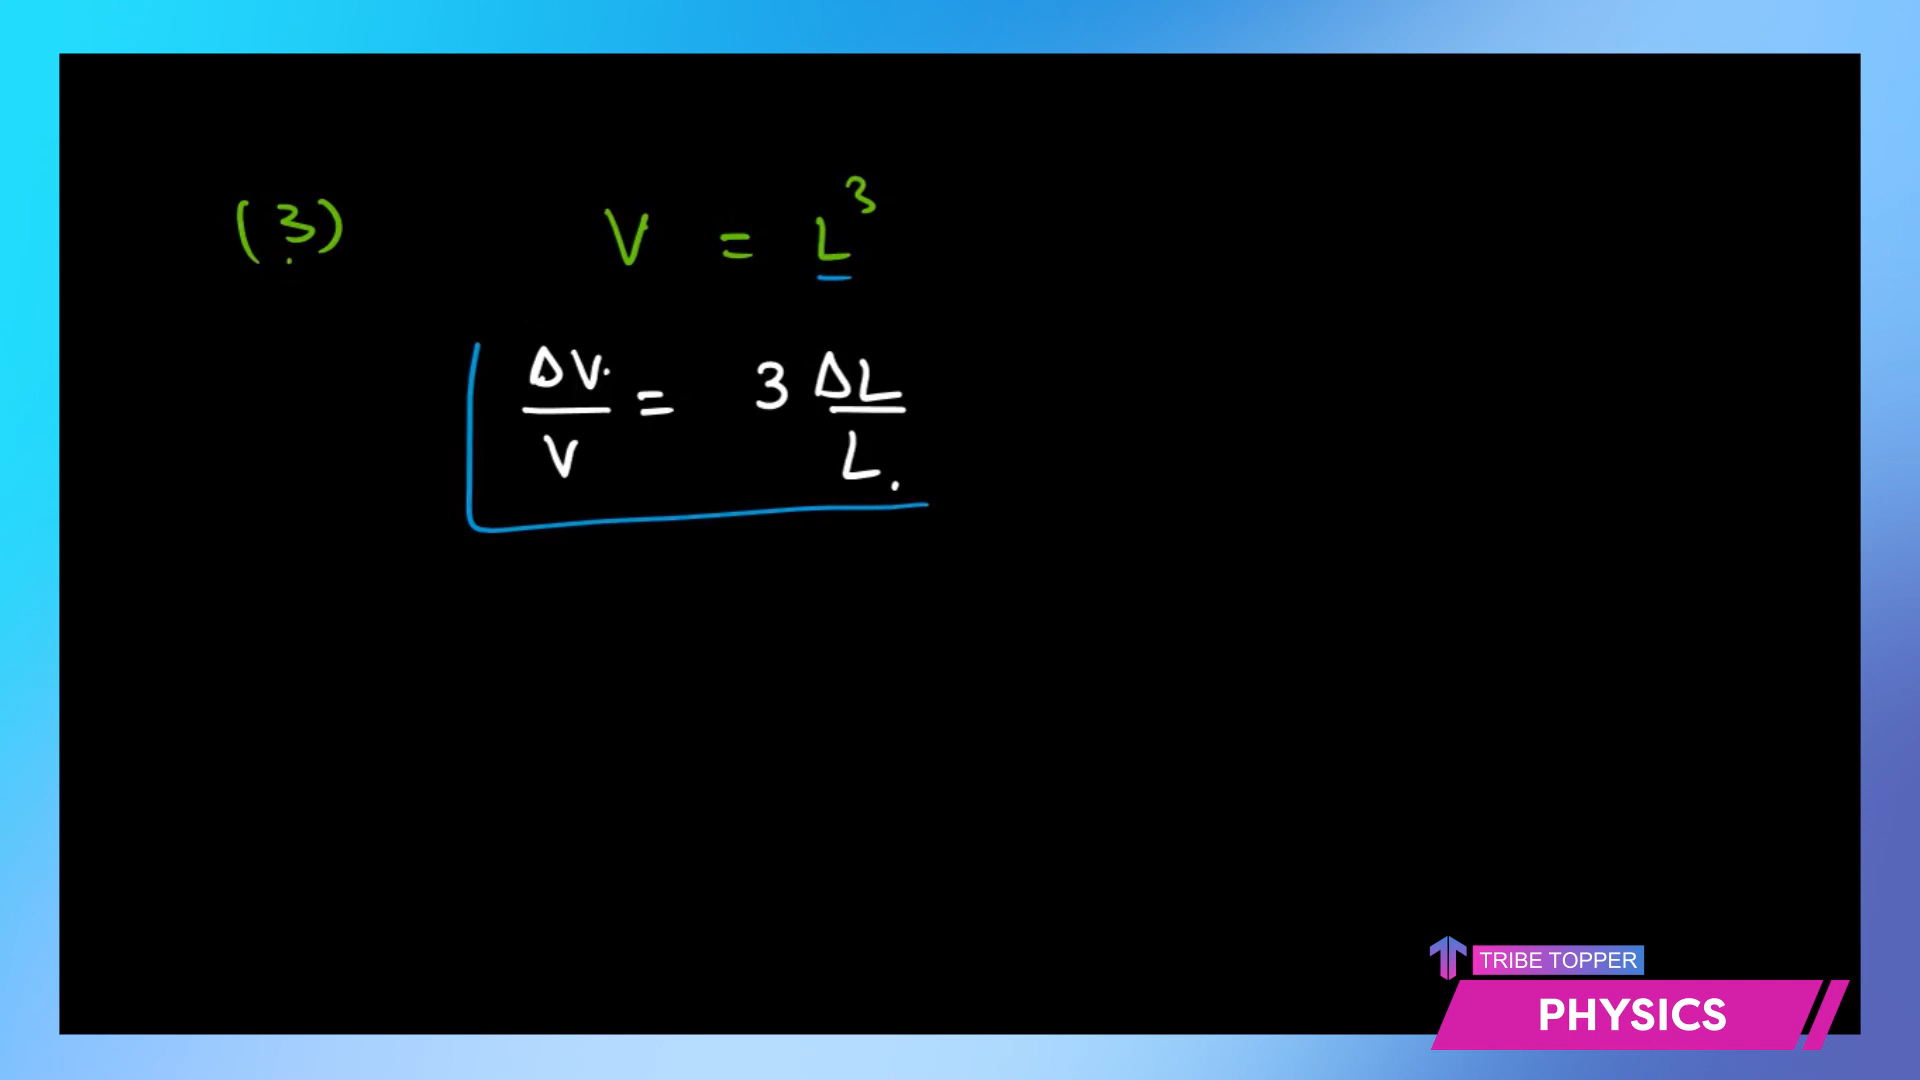 (3) V = L³
ΔV/V = 3 ΔL/L.
TRIBE TOPPER
PHYSICS